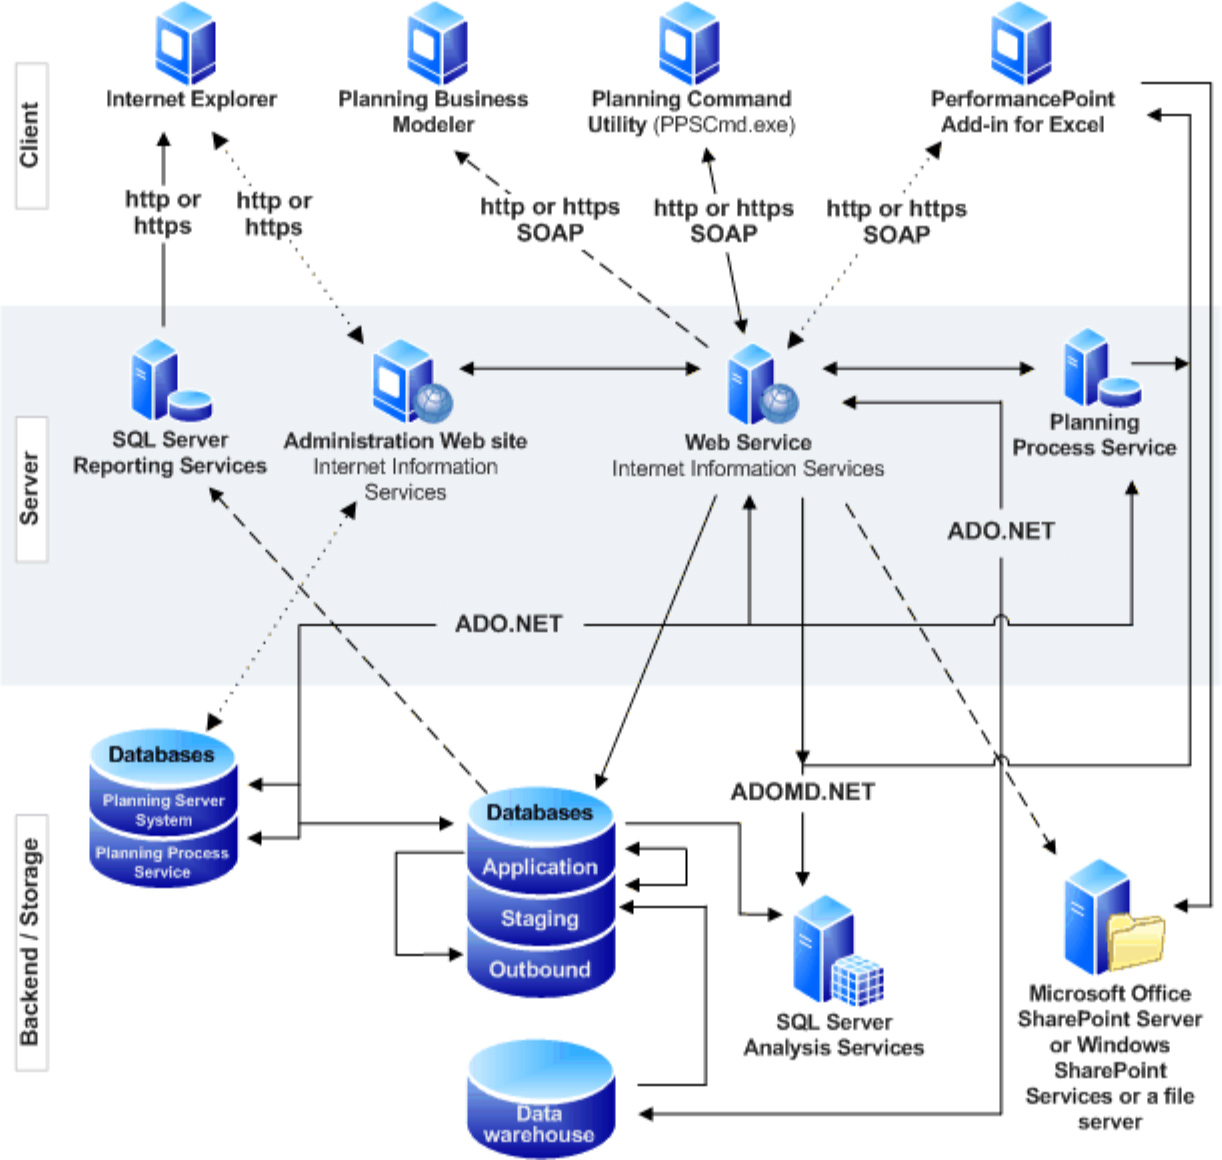 Client
Internet Explorer
Planning Business
Modeler
Planning Command
Utility (PPSCmd.exe)
PerformancePoint
Add-in for Excel
http or
https
http or
https
http or https
SOAP
http or https
SOAP
http or https
SOAP
Server
SQL Server
Reporting Services
Administration Web site
Internet Information
Services
Web Service
Internet Information Services
Planning
Process Service
ADO.NET
ADO.NET
Backend / Storage
Databases
Planning Server
System
Planning Process
Service
Databases
Application
Staging
Outbound
ADOMD.NET
SQL Server
Analysis Services
Microsoft Office
SharePoint Server
or Windows
SharePoint
Services or a file
server
Data
warehouse